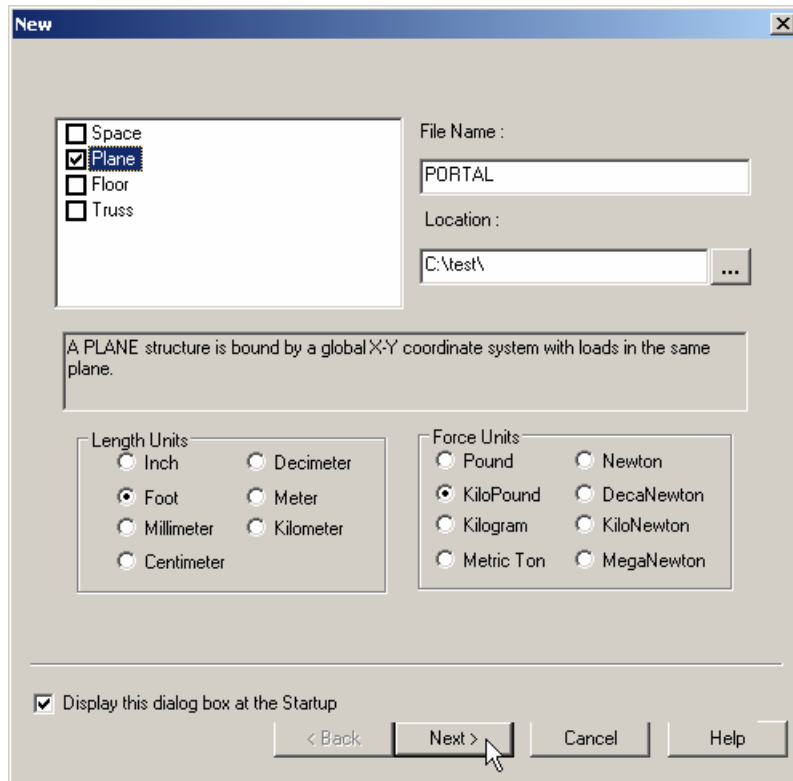 New
Space
Plane
Floor
Truss
File Name :
PORTAL
Location :
C:\test\
...
A PLANE structure is bound by a global X-Y coordinate system with loads in the same
plane.
Length Units
Inch
Decimeter
Foot
Meter
Millimeter
Kilometer
Centimeter
Force Units
Pound
Newton
KiloPound
DecaNewton
Kilogram
KiloNewton
Metric Ton
MegaNewton
Display this dialog box at the Startup
< Back
Next >
Cancel
Help